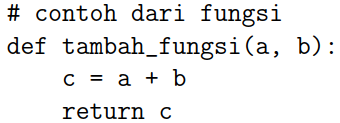 # contoh dari fungsi
def tambah_fungsi(a, b):
    c = a + b
    return c